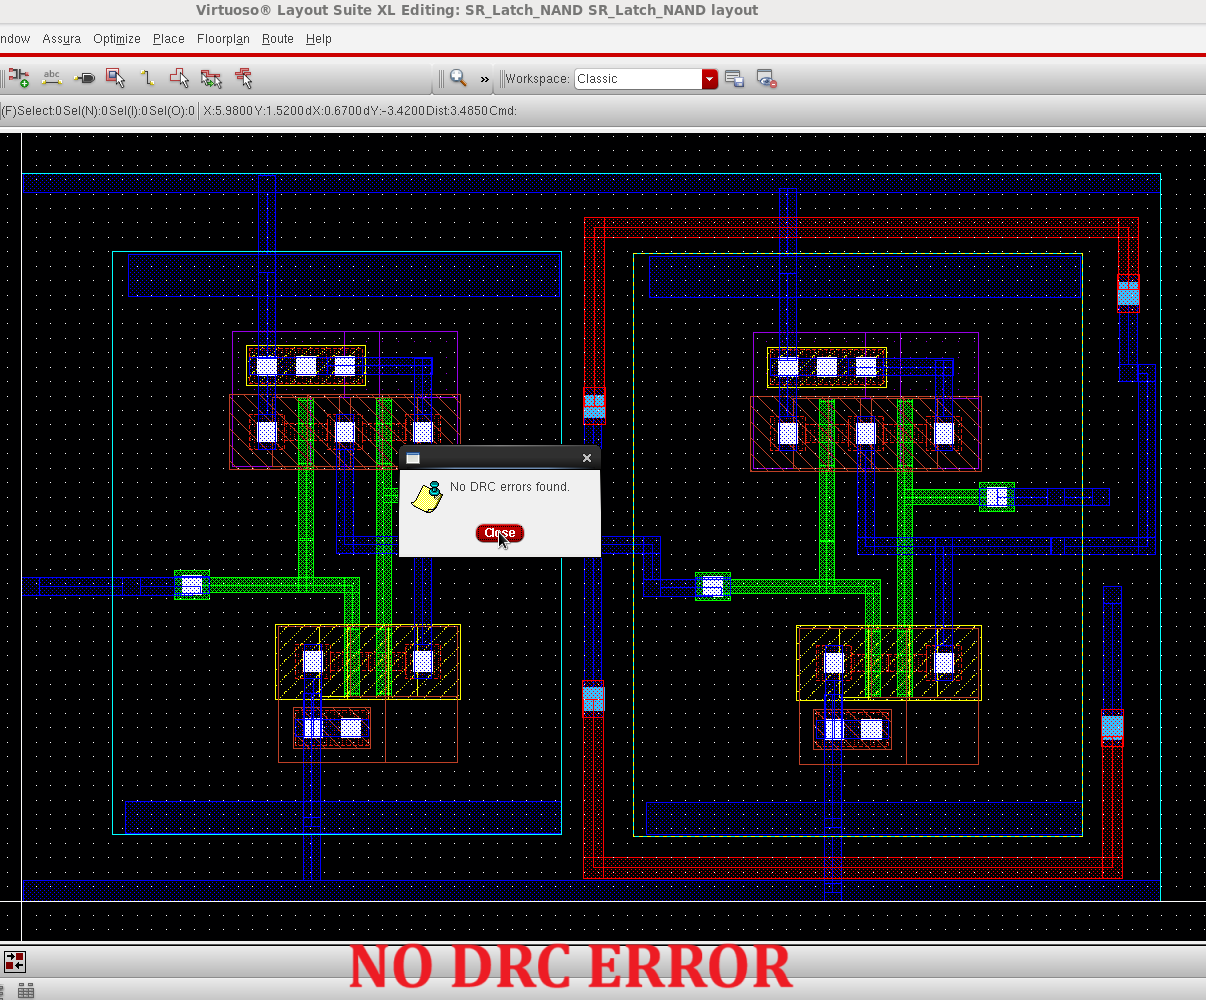 Virtuoso® Layout Suite XL Editing: SR_Latch_NAND SR_Latch_NAND layout
ndow Assura Optimize Place Floorplan Route Help
abc » Workspace: Classic
(F)Select:0Sel(N):0Sel(I):0Sel(O):0 X:5.9800Y:1.5200dX:0.6700dY:-3.4200Dist:3.4850Cmd:
No DRC errors found.
Close
NO DRC ERROR